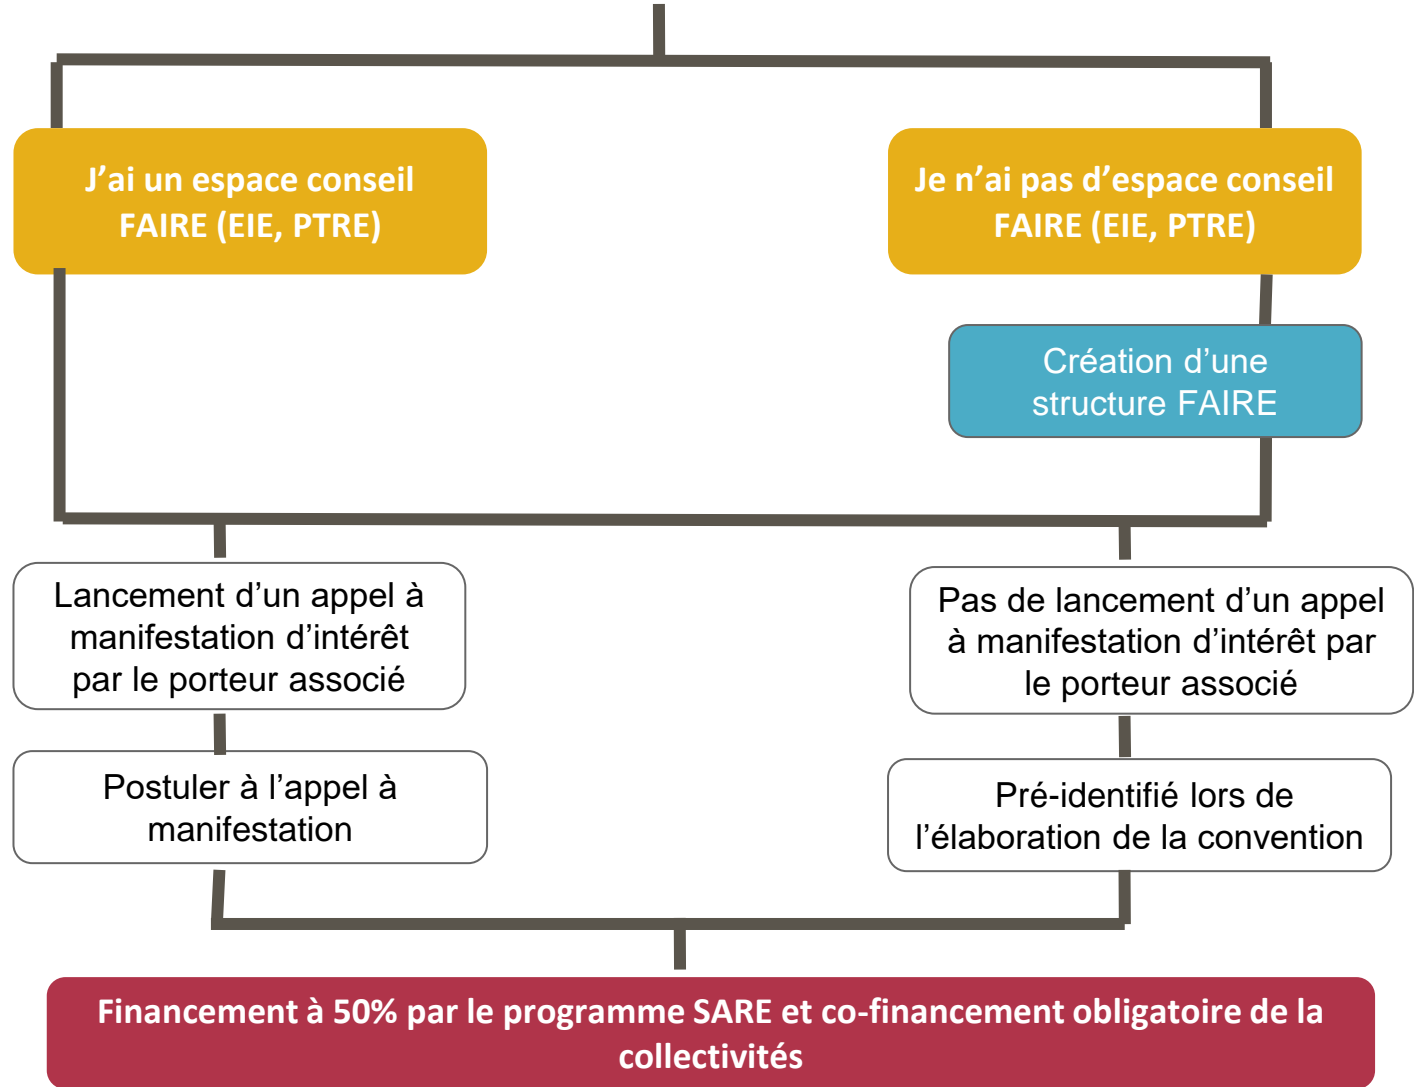 J’ai un espace conseil
FAIRE (EIE, PTRE)
Je n’ai pas d’espace conseil
FAIRE (EIE, PTRE)
Création d’une
structure FAIRE
Lancement d’un appel à
manifestation d’intérêt
par le porteur associé
Pas de lancement d’un appel
à manifestation d’intérêt par
le porteur associé
Postuler à l’appel à
manifestation
Pré-identifié lors de
l’élaboration de la convention
Financement à 50% par le programme SARE et co-financement obligatoire de la
collectivités